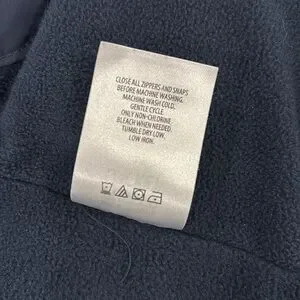 CLOSE ALL ZIPPERS AND SNAPS
BEFORE MACHINE WASHING.
MACHINE WASH COLD.
GENTLE CYCLE.
ONLY NON-CHLORINE
BLEACH WHEN NEEDED.
TUMBLE DRY LOW.
LOW IRON.